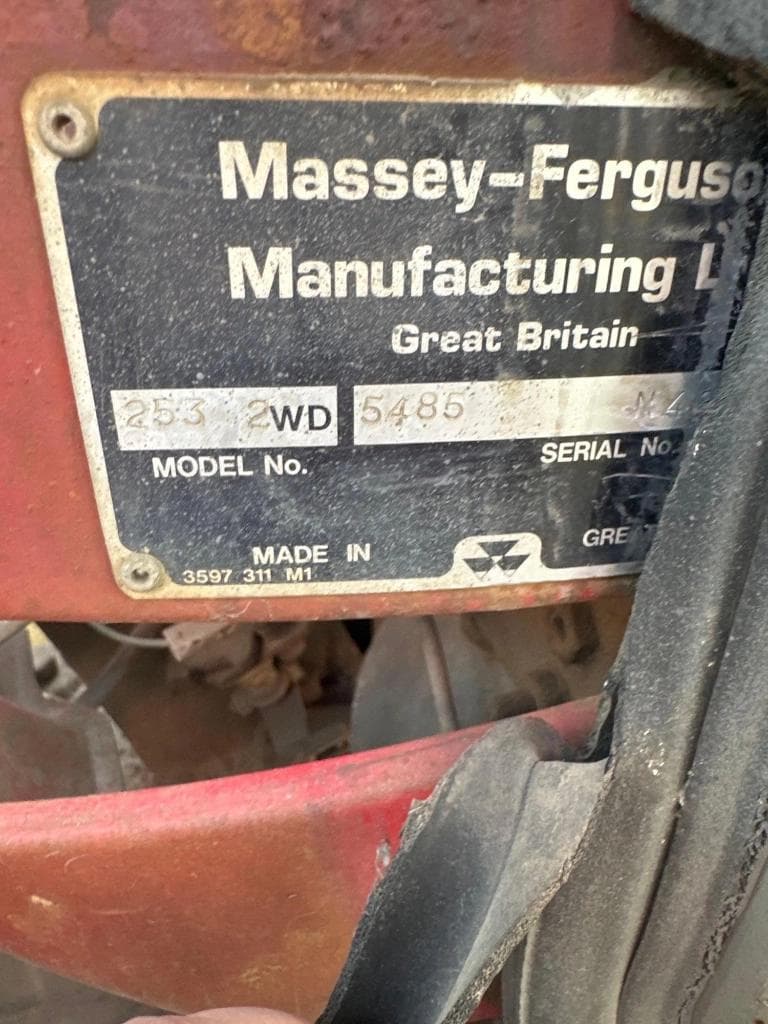 Massey-Ferguso
Manufacturing L
Great Britain
253 2WD 5485
MODEL No. SERIAL No.
MADE IN GRE
3597 311 M1